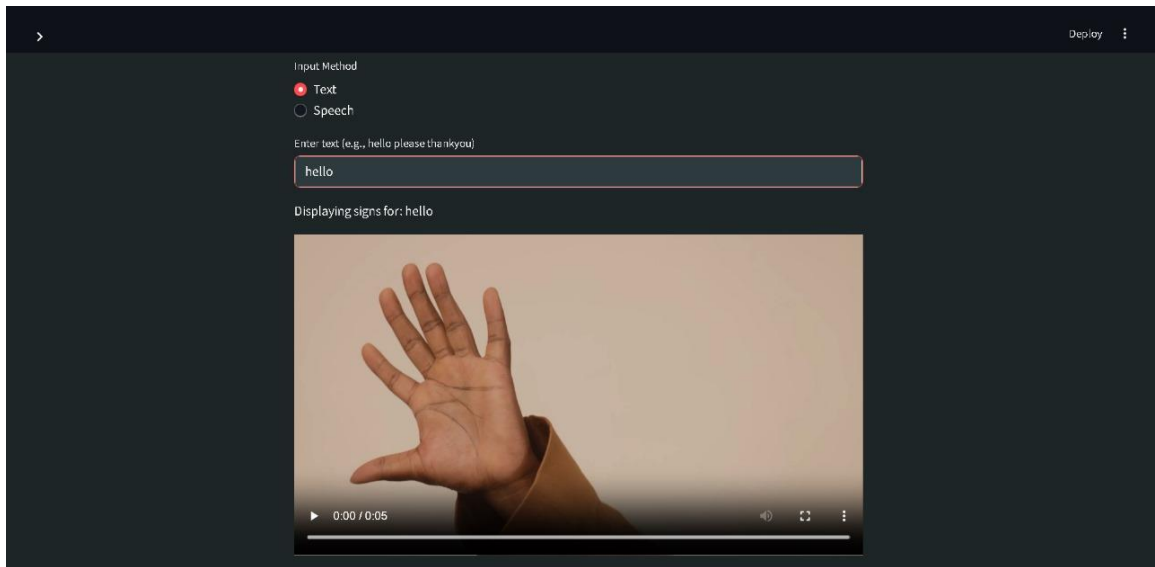 Deploy
Input Method
Text
Speech
Enter text (e.g., hello please thankyou)
hello
Displaying signs for: hello
0:00 / 0:05